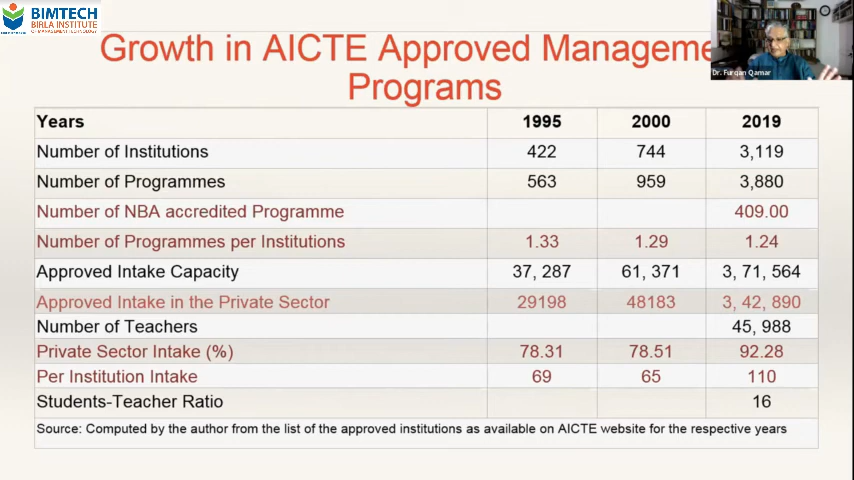 BIMTECH
BIRLA INSTITUTE
OF MANAGEMENT TECHNOLOGY
Growth in AICTE Approved Manageme
Programs
Dr. Furqan Qamar
Years 1995 2000 2019
Number of Institutions 422 744 3,119
Number of Programmes 563 959 3,880
Number of NBA accredited Programme 409.00
Number of Programmes per Institutions 1.33 1.29 1.24
Approved Intake Capacity 37, 287 61, 371 3, 71, 564
Approved Intake in the Private Sector 29198 48183 3, 42, 890
Number of Teachers 45, 988
Private Sector Intake (%) 78.31 78.51 92.28
Per Institution Intake 69 65 110
Students-Teacher Ratio 16
Source: Computed by the author from the list of the approved institutions as available on AICTE website for the respective years